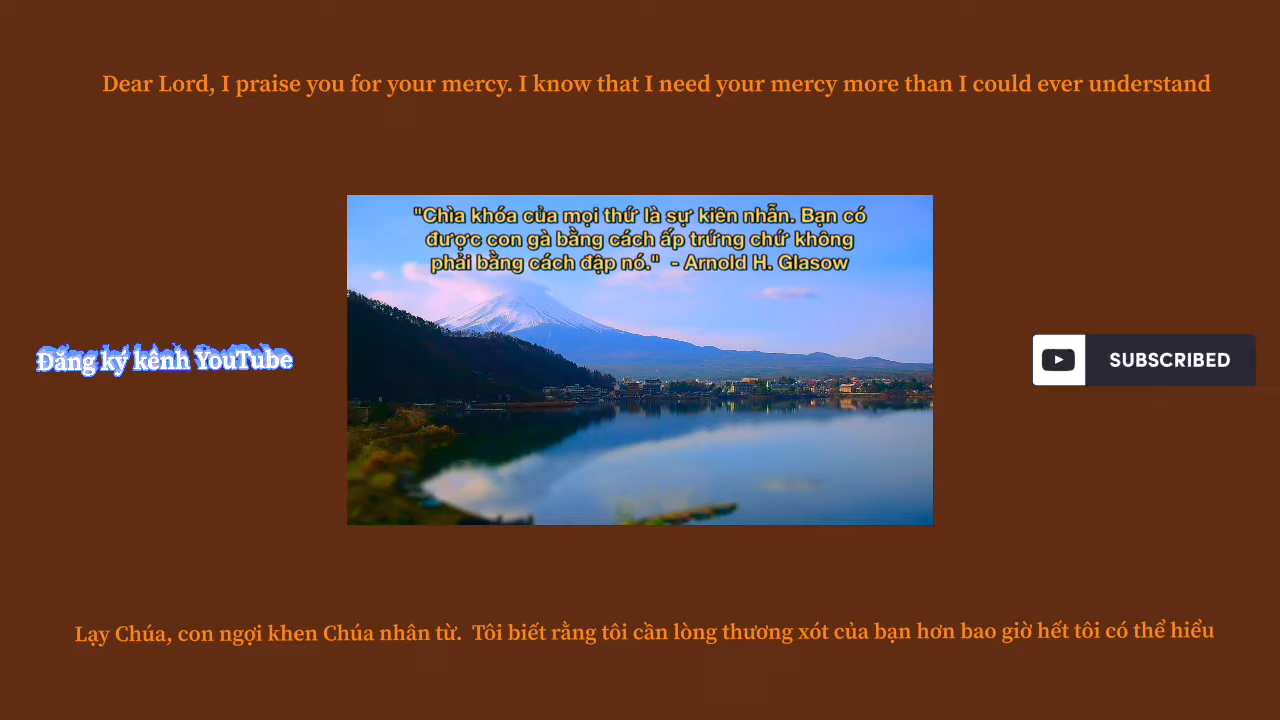 Dear Lord, I praise you for your mercy. I know that I need your mercy more than I could ever understand
"Chìa khóa của mọi thứ là sự kiên nhẫn. Bạn có
được con gà bằng cách ấp trứng chứ không
phải bằng cách đập nó." - Arnold H. Glasow
Đăng ký kênh YouTube
SUBSCRIBED
Lạy Chúa, con ngợi khen Chúa nhân từ. Tôi biết rằng tôi cần lòng thương xót của bạn hơn bao giờ hết tôi có thể hiểu